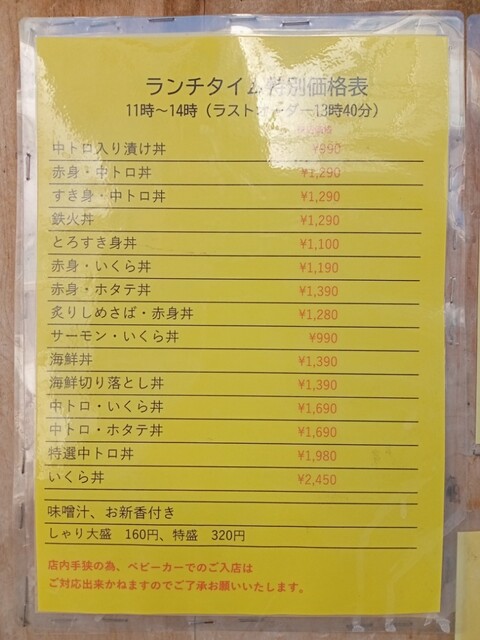 ランチタイム特別価格表
11時〜14時（ラストオーダー13時40分）
中トロ入り漬け丼 ¥890
赤身・中トロ丼 ¥1,290
すき身・中トロ丼 ¥1,290
鉄火丼 ¥1,290
とろすき身丼 ¥1,100
赤身・いくら丼 ¥1,190
赤身・ホタテ丼 ¥1,390
炙りしめさば・赤身丼 ¥1,280
サーモン・いくら丼 ¥990
海鮮丼 ¥1,390
海鮮切り落とし丼 ¥1,390
中トロ・いくら丼 ¥1,690
中トロ・ホタテ丼 ¥1,690
特選中トロ丼 ¥1,980
いくら丼 ¥2,450
味噌汁、お新香付き
しゃり大盛 160円、特盛 320円
店内手狭の為、ベビーカーでのご入店は
ご対応出来かねますのでご了承お願いいたします。